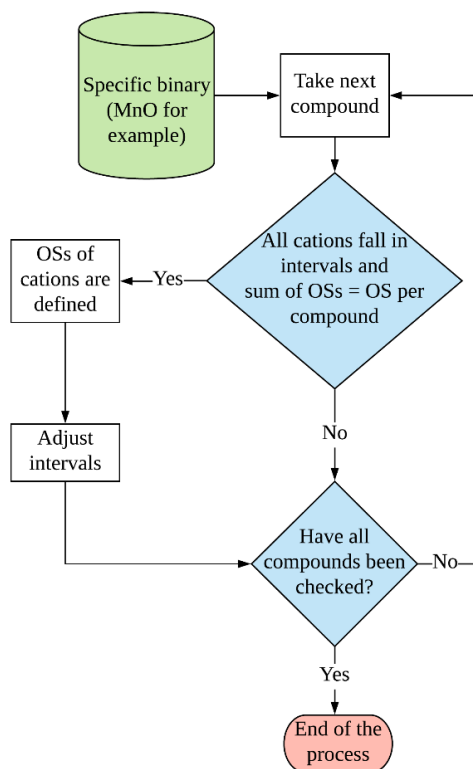 Specific binary
(MnO for
example)
Take next
compound
All cations fall in
intervals and
sum of OSs = OS per
compound
Yes
OSs of
cations are
defined
Adjust
intervals
No
Have all
compounds been
checked?
No
Yes
End of the
process